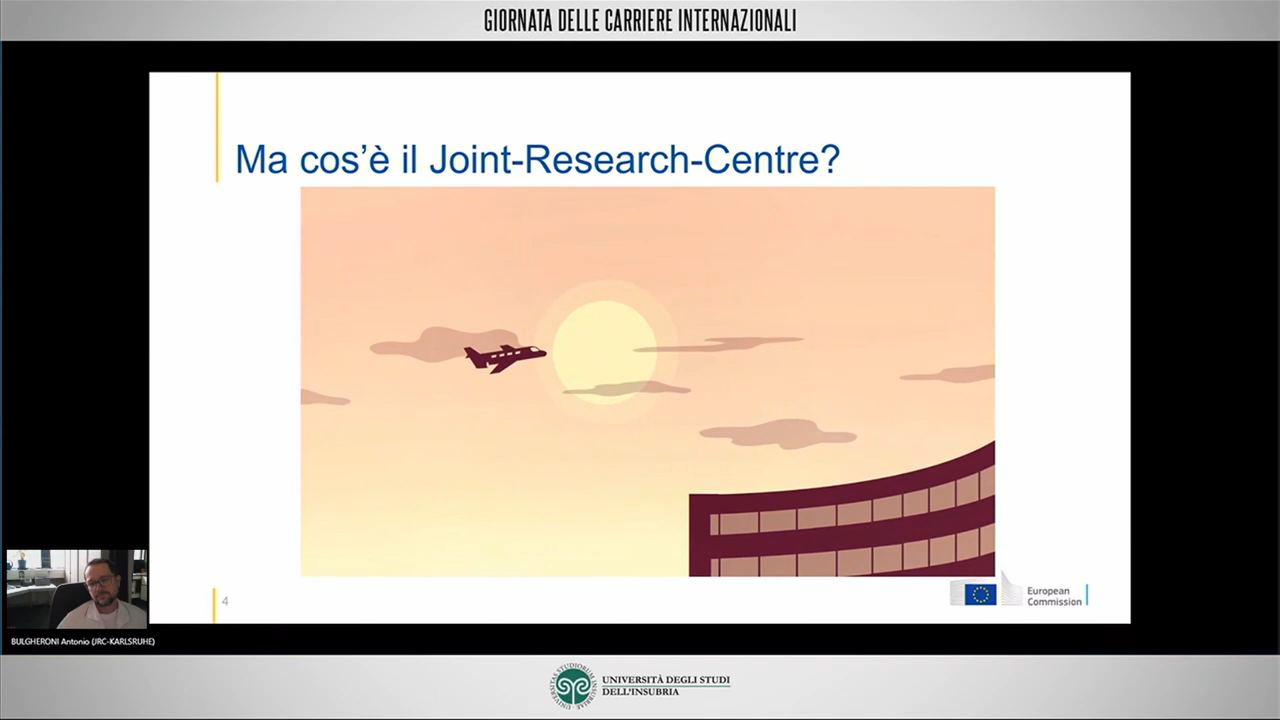 GIORNATA DELLE CARRIERE INTERNAZIONALI
Ma cos'è il Joint-Research-Centre?
4
European
Commission
BULGHERONI Antonio (JRC-KARLSRUHE)
UNIVERSITÀ DEGLI STUDI
DELL'INSUBRIA